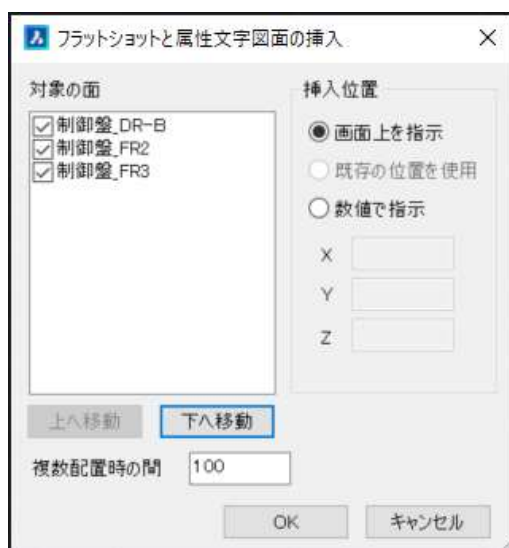 フラットショットと属性文字図面の挿入
対象の面
制御盤_DR-B
制御盤_FR2
制御盤_FR3
上へ移動
下へ移動
複数配置時の間
100
挿入位置
画面上を指示
既存の位置を使用
数値で指示
X
Y
Z
OK
キャンセル